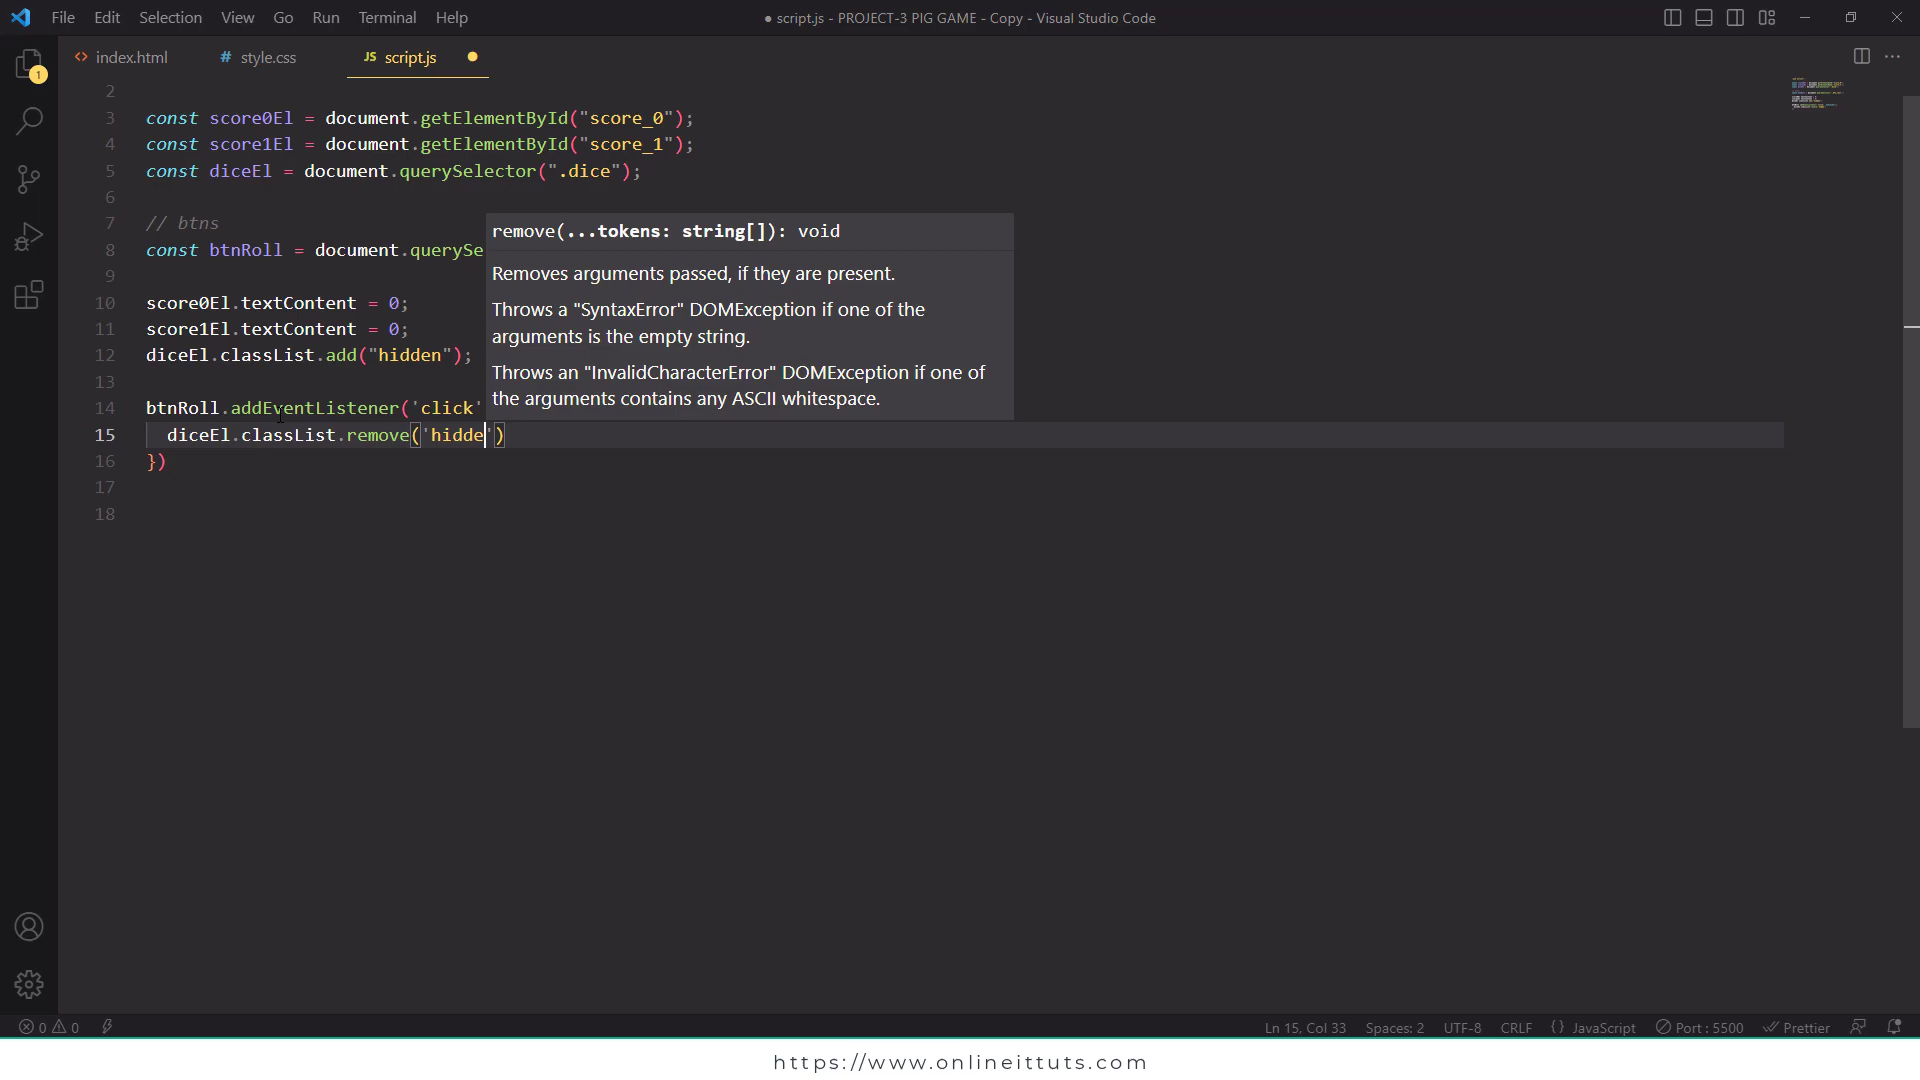 File Edit Selection View Go Run Terminal Help
● script.js - PROJECT-3 PIG GAME - Copy - Visual Studio Code
<> index.html # style.css JS script.js
1
2
3 const score0El = document.getElementById("score_0");
4 const score1El = document.getElementById("score_1");
5 const diceEl = document.querySelector(".dice");
6
7 // btns
8 const btnRoll = document.querySe
9
10 score0El.textContent = 0;
11 score1El.textContent = 0;
12 diceEl.classList.add("hidden");
13
14 btnRoll.addEventListener('click'
15 diceEl.classList.remove('hidde')
16 })
17
18
remove(...tokens: string[]): void
Removes arguments passed, if they are present.
Throws a "SyntaxError" DOMException if one of the
arguments is the empty string.
Throws an "InvalidCharacterError" DOMException if one of
the arguments contains any ASCII whitespace.
0 0 Ln 15, Col 33 Spaces: 2 UTF-8 CRLF {} JavaScript Port : 5500 Prettier
https://www.onlineittuts.com